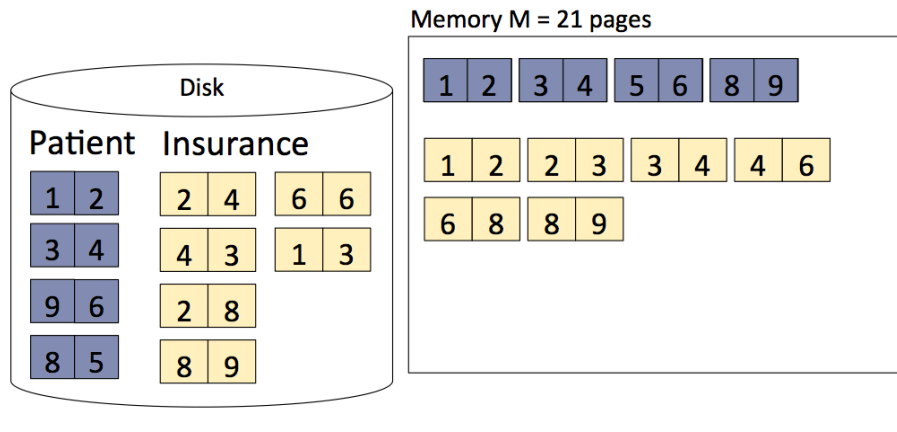 Memory M = 21 pages
Disk
Patient Insurance
1 2
3 4
9 6
8 5
2 4 6 6
4 3 1 3
2 8
8 9
1 2 3 4 5 6 8 9
1 2 2 3 3 4 4 6
6 8 8 9